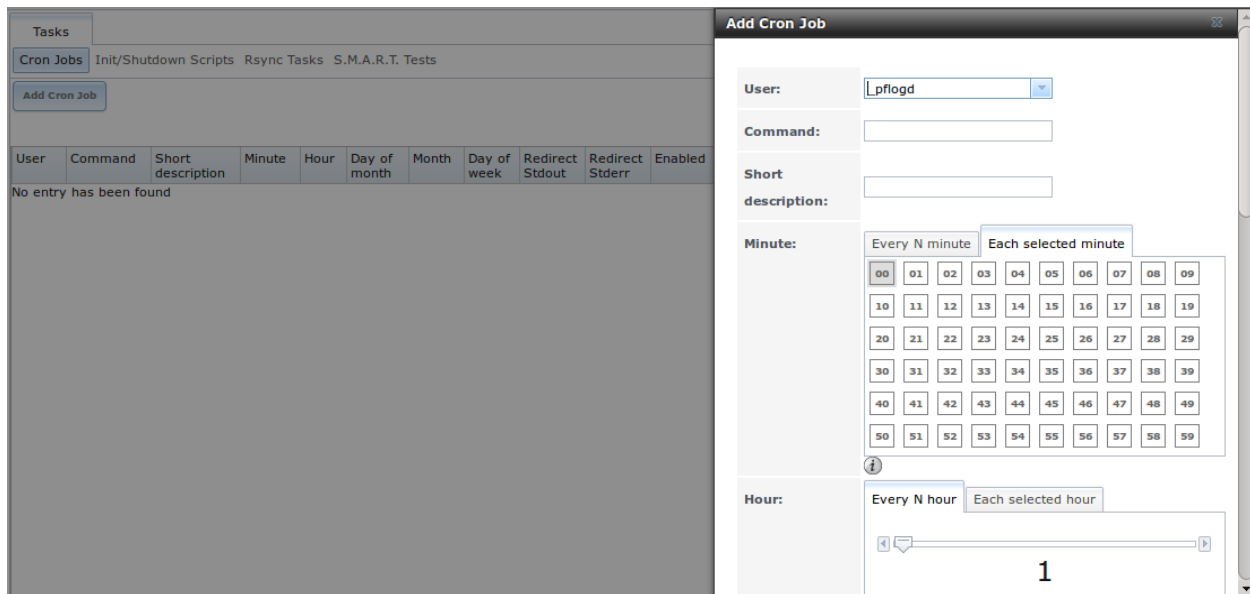 Tasks
Cron Jobs Init/Shutdown Scripts Rsync Tasks S.M.A.R.T. Tests
Add Cron Job
User Command Short description Minute Hour Day of month Month Day of week Redirect Stdout Redirect Stderr Enabled
No entry has been found
Add Cron Job
User: _pflogd
Command:
Short
description:
Minute: Every N minute Each selected minute
00 01 02 03 04 05 06 07 08 09
10 11 12 13 14 15 16 17 18 19
20 21 22 23 24 25 26 27 28 29
30 31 32 33 34 35 36 37 38 39
40 41 42 43 44 45 46 47 48 49
50 51 52 53 54 55 56 57 58 59
i
Hour: Every N hour Each selected hour
1